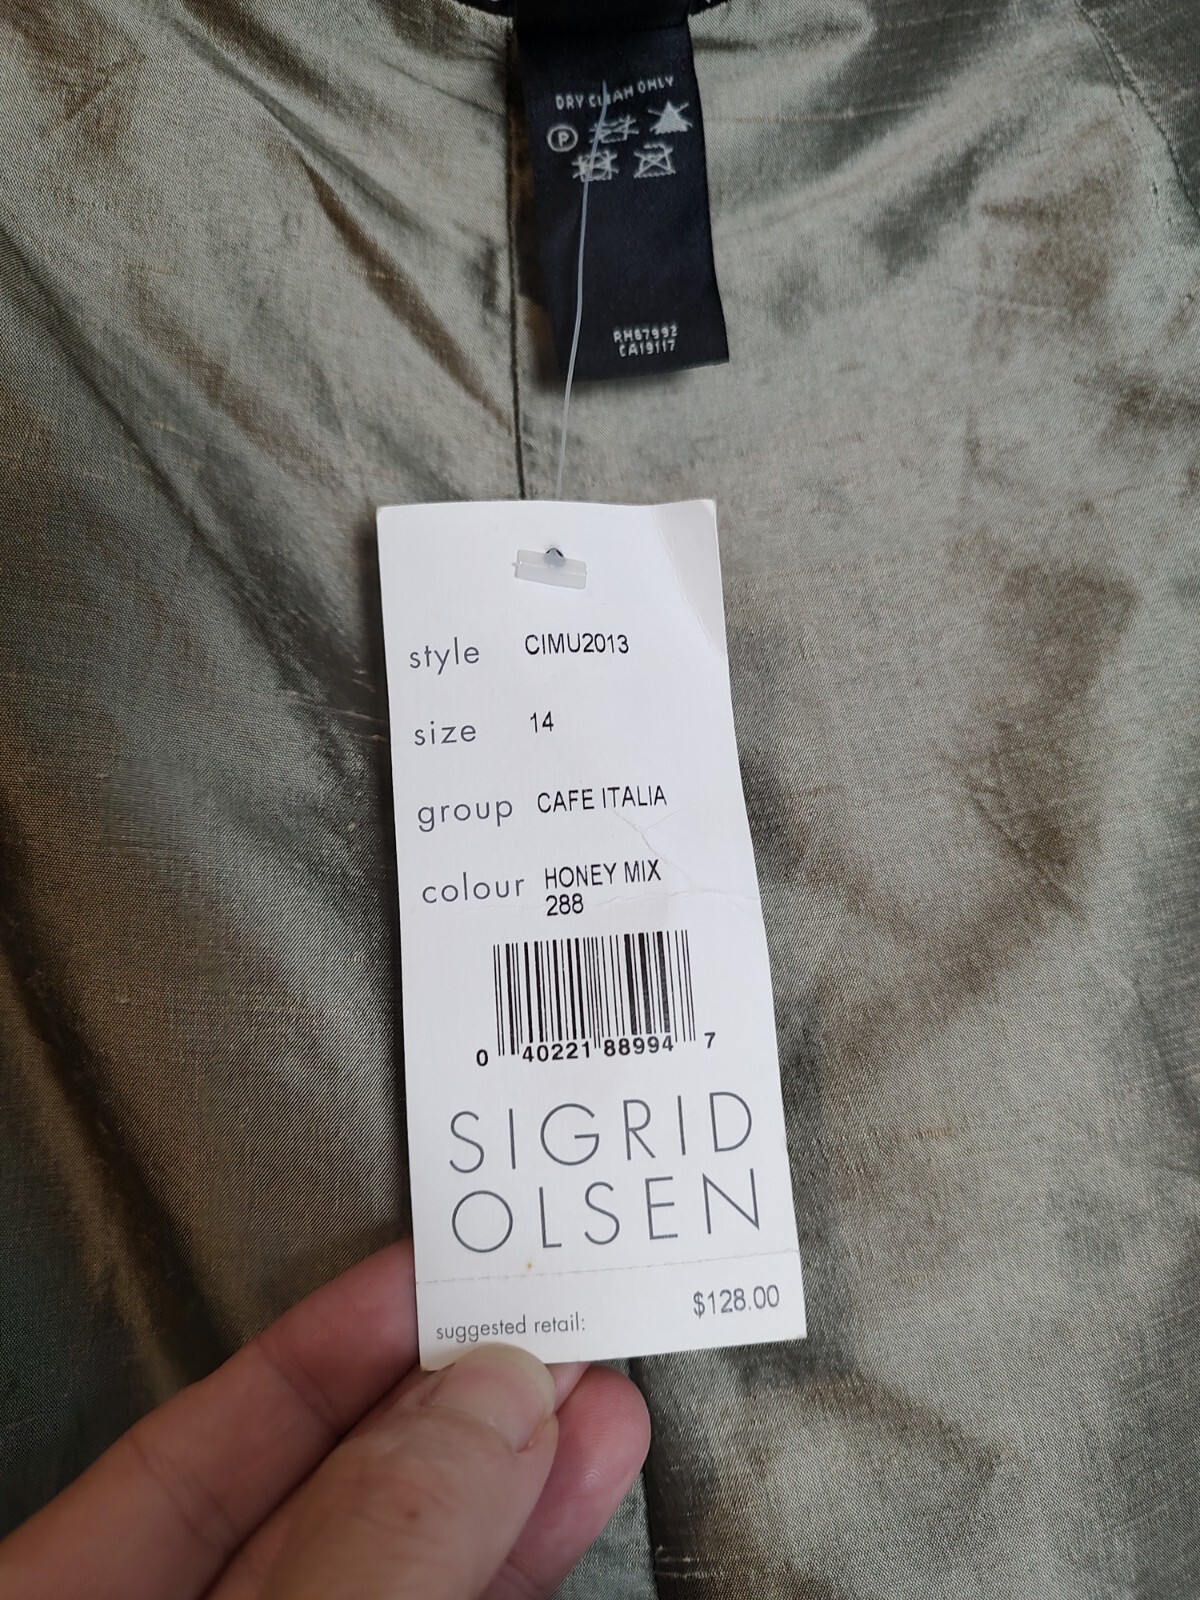 DRY CLEAN ONLY
P
RH67992
CA19117
style CIMU2013
size 14
group CAFE ITALIA
colour HONEY MIX
288
0 40221 88994 7
SIGRID
OLSEN
suggested retail: $128.00